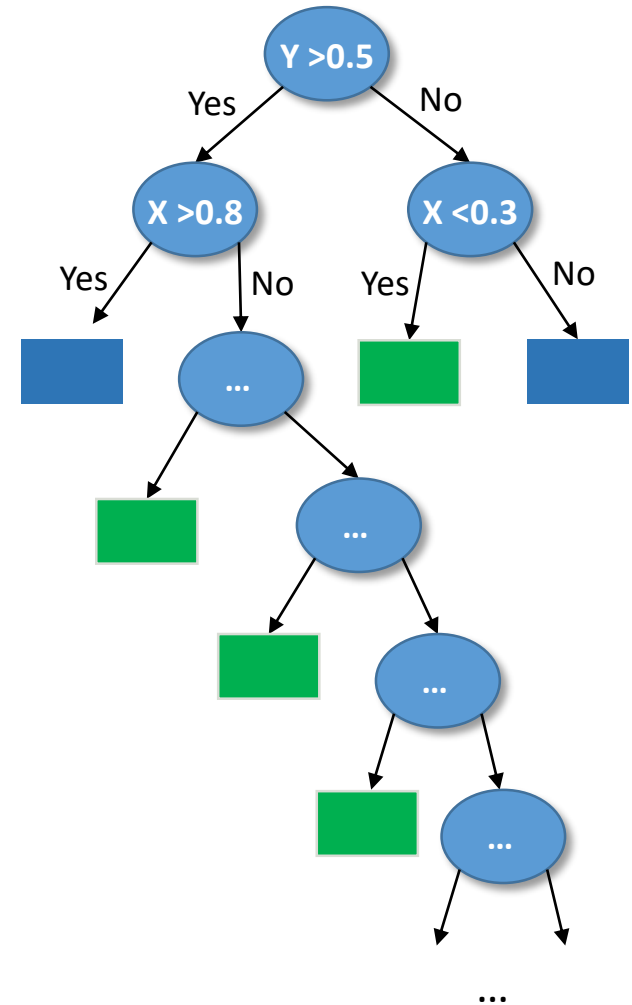 Y >0.5
Yes
No
X >0.8
X <0.3
Yes
No
Yes
No
...
...
...
...
...